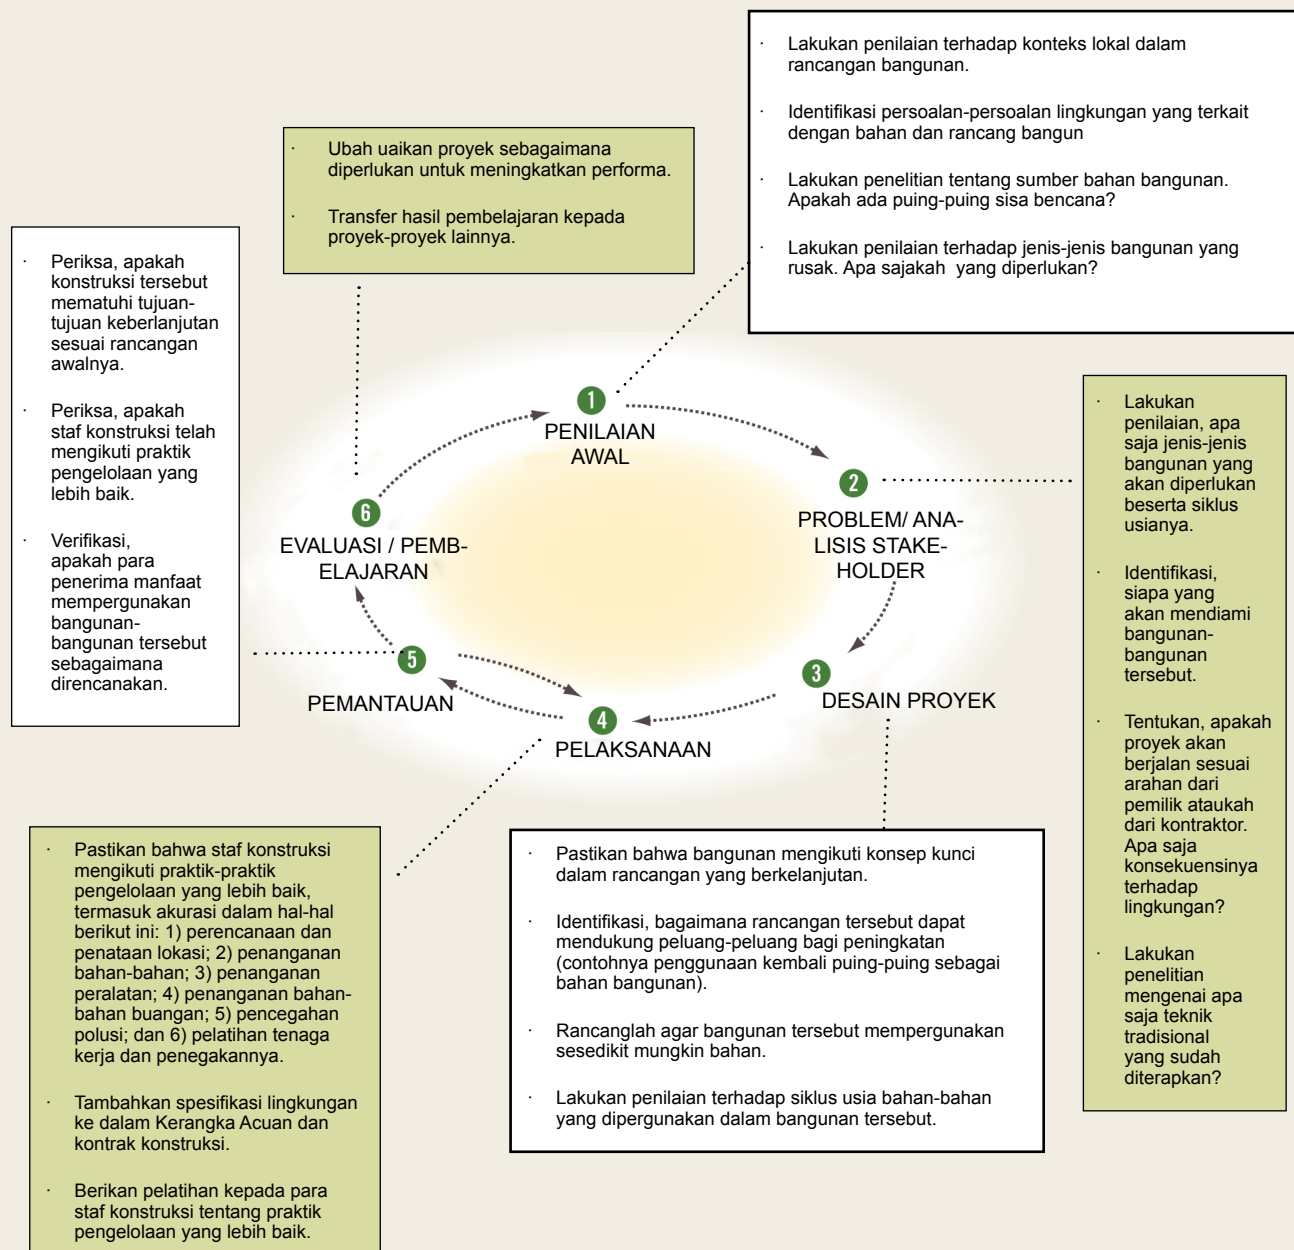 · Lakukan penilaian terhadap konteks lokal dalam
rancangan bangunan.
· Identifikasi persoalan-persoalan lingkungan yang terkait
dengan bahan dan rancang bangun
· Lakukan penelitian tentang sumber bahan bangunan.
Apakah ada puing-puing sisa bencana?
· Lakukan penilaian terhadap jenis-jenis bangunan yang
rusak. Apa sajakah yang diperlukan?
· Ubah uaikan proyek sebagaimana
diperlukan untuk meningkatkan performa.
· Transfer hasil pembelajaran kepada
proyek-proyek lainnya.
· Periksa, apakah
konstruksi tersebut
mematuhi tujuan-
tujuan keberlanjutan
sesuai rancangan
awalnya.
· Periksa, apakah
staf konstruksi telah
mengikuti praktik
pengelolaan yang
lebih baik.
· Verifikasi,
apakah para
penerima manfaat
mempergunakan
bangunan-
bangunan tersebut
sebagaimana
direncanakan.
1
PENILAIAN
AWAL
2
PROBLEM/ ANA-
LISIS STAKE-
HOLDER
3
DESAIN PROYEK
4
PELAKSANAAN
5
PEMANTAUAN
6
EVALUASI / PEMB-
ELAJARAN
· Lakukan
penilaian, apa
saja jenis-jenis
bangunan yang
akan diperlukan
beserta siklus
usianya.
· Identifikasi,
siapa yang
akan mendiami
bangunan-
bangunan
tersebut.
· Tentukan, apakah
proyek akan
berjalan sesuai
arahan dari
pemilik ataukah
dari kontraktor.
Apa saja
konsekuensinya
terhadap
lingkungan?
· Lakukan
penelitian
mengenai apa
saja teknik
tradisional
yang sudah
diterapkan?
· Pastikan bahwa staf konstruksi
mengikuti praktik-praktik
pengelolaan yang lebih baik,
termasuk akurasi dalam hal-hal
berikut ini: 1) perencanaan dan
penataan lokasi; 2) penanganan
bahan-bahan; 3) penanganan
peralatan; 4) penanganan bahan-
bahan buangan; 5) pencegahan
polusi; dan 6) pelatihan tenaga
kerja dan penegakannya.
· Tambahkan spesifikasi lingkungan
ke dalam Kerangka Acuan dan
kontrak konstruksi.
· Berikan pelatihan kepada para
staf konstruksi tentang praktik
pengelolaan yang lebih baik.
· Pastikan bahwa bangunan mengikuti konsep kunci
dalam rancangan yang berkelanjutan.
· Identifikasi, bagaimana rancangan tersebut dapat
mendukung peluang-peluang bagi peningkatan
(contohnya penggunaan kembali puing-puing sebagai
bahan bangunan).
· Rancanglah agar bangunan tersebut mempergunakan
sesedikit mungkin bahan.
· Lakukan penilaian terhadap siklus usia bahan-bahan
yang dipergunakan dalam bangunan tersebut.